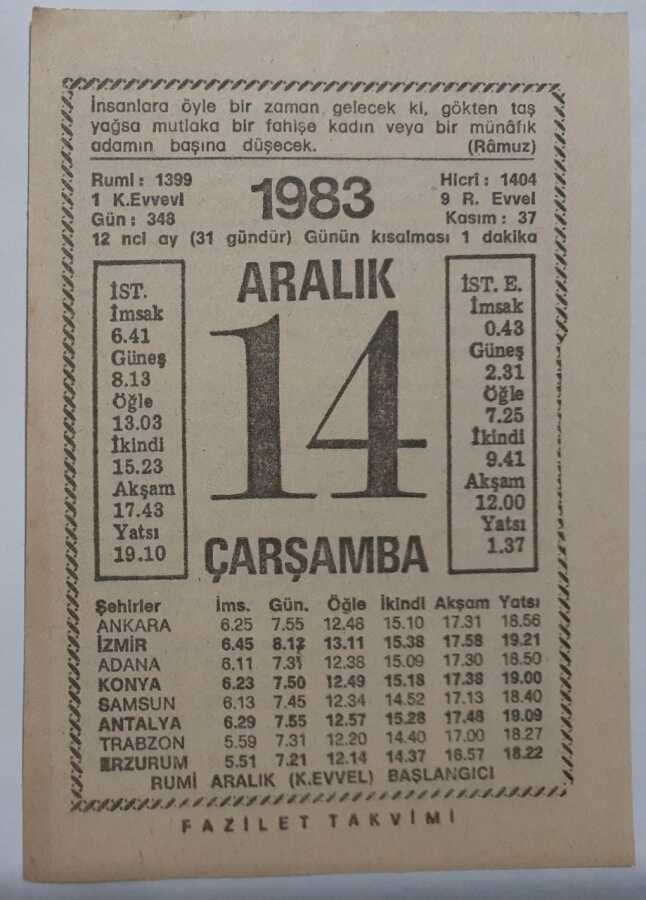 İnsanlara öyle bir zaman gelecek ki, gökten taş
yağsa mutlaka bir fahişe kadın veya bir münâfık
adamın başına düşecek. (Râmuz)
Rumi: 1399
1 K.Evvevl
Gün: 348
1983
Hicrî: 1404
9 R. Evvel
Kasım: 37
12 nci ay (31 gündür) Günün kısalması 1 dakika
İST.
İmsak
6.41
Güneş
8.13
Öğle
13.03
İkindi
15.23
Akşam
17.43
Yatsı
19.10
ARALIK
14
ÇARŞAMBA
İST. E.
İmsak
0.43
Güneş
2.31
Öğle
7.25
İkindi
9.41
Akşam
12.00
Yatsı
1.37
Şehirler İms. Gün. Öğle İkindi Akşam Yatsı
ANKARA 6.25 7.55 12.48 15.10 17.31 18.56
İZMİR 6.45 8.13 13.11 15.38 17.58 19.21
ADANA 6.11 7.31 12.38 15.09 17.30 18.50
KONYA 6.23 7.50 12.49 15.18 17.38 19.00
SAMSUN 6.13 7.45 12.34 14.52 17.13 18.40
ANTALYA 6.29 7.55 12.57 15.28 17.48 19.09
TRABZON 5.59 7.31 12.20 14.40 17.00 18.27
ERZURUM 5.51 7.21 12.14 14.37 16.57 18.22
RUMİ ARALIK (K.EVVEL) BAŞLANGICI
FAZİLET TAKVİMİ